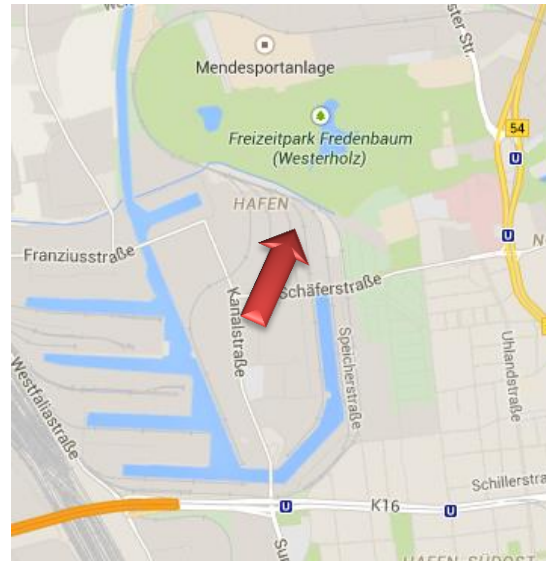 Mendesportanlage
Freizeitpark Fredenbaum
(Westerholz)
54
U
HAFEN
U
Franziusstraße
Schäferstraße
Kanalstraße
Speicherstraße
Uhlandstraße
Westfaliastraße
Schillerstra
U
K16
U
HAFEN-SÜDOST